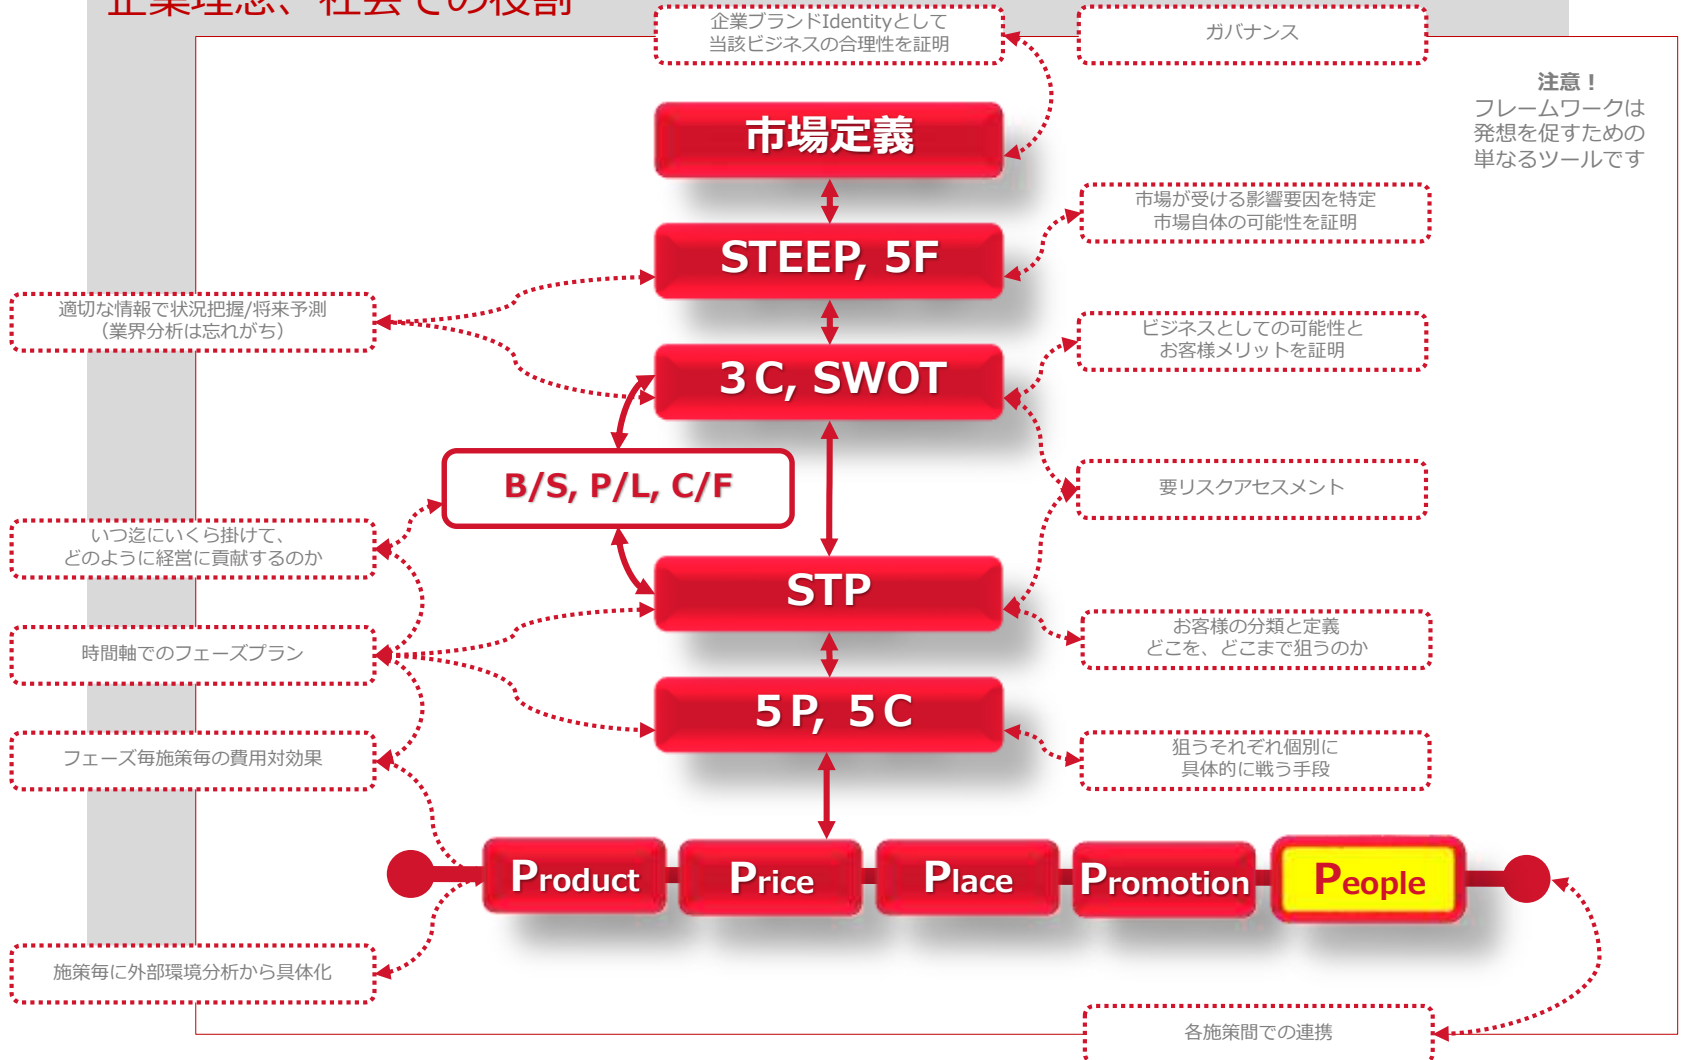 企業理念、社会での役割
企業ブランドIdentityとして
当該ビジネスの合理性を証明
ガバナンス
注意！
フレームワークは
発想を促すための
単なるツールです
市場定義
市場が受ける影響要因を特定
市場自体の可能性を証明
STEEP, 5F
適切な情報で状況把握/将来予測
（業界分析は忘れがち）
ビジネスとしての可能性と
お客様メリットを証明
3C, SWOT
B/S, P/L, C/F
要リスクアセスメント
いつ迄にいくら掛けて、
どのように経営に貢献するのか
STP
お客様の分類と定義
どこを、どこまで狙うのか
時間軸でのフェーズプラン
5P, 5C
フェーズ毎施策毎の費用対効果
狙うそれぞれ個別に
具体的に戦う手段
Product
Price
Place
Promotion
People
施策毎に外部環境分析から具体化
各施策間での連携